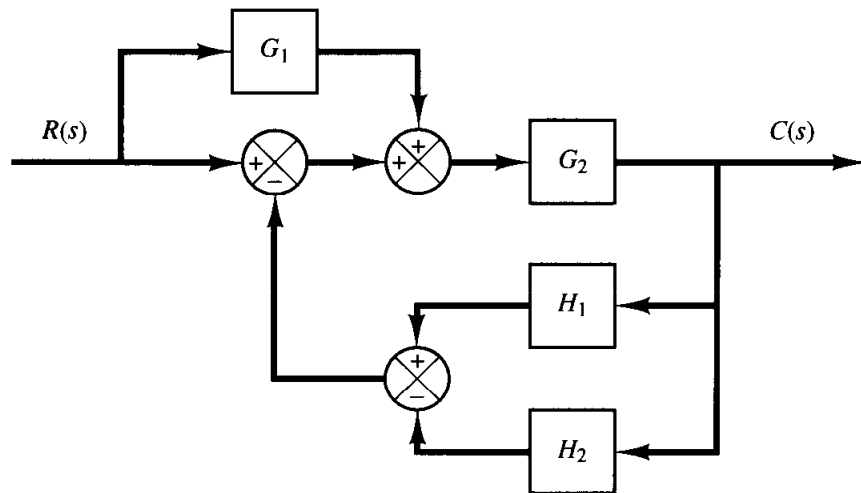 G₁
R(s)
C(s)
+
+
+
−
G₂
H₁
+
−
H₂